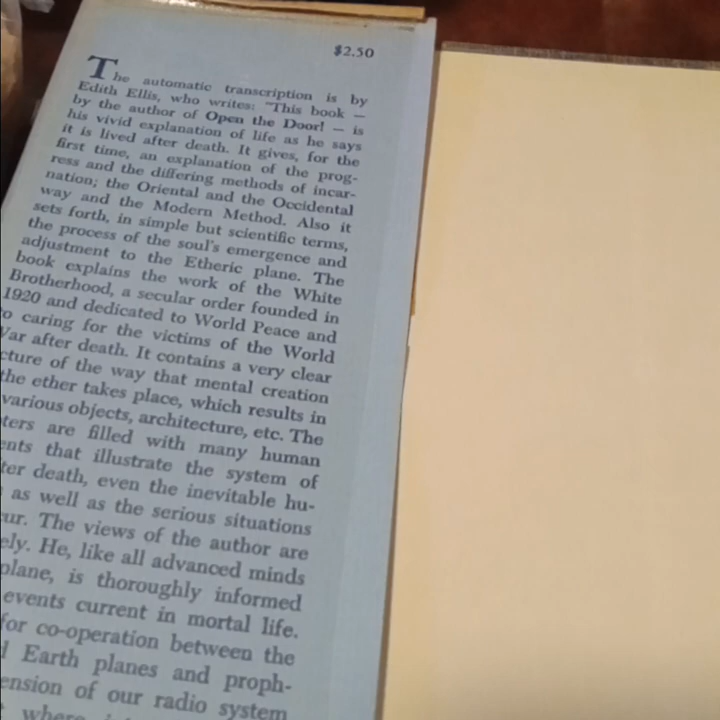 $2.50
The automatic transcription is by
Edith Ellis, who writes: "This book —
by the author of Open the Door! — is
his vivid explanation of life as he says
it is lived after death. It gives, for the
first time, an explanation of the prog-
ress and the differing methods of incar-
nation; the Oriental and the Occidental
way and the Modern Method. Also it
sets forth, in simple but scientific terms,
the process of the soul's emergence and
adjustment to the Etheric plane. The
book explains the work of the White
Brotherhood, a secular order founded in
1920 and dedicated to World Peace and
to caring for the victims of the World
War after death. It contains a very clear
cture of the way that mental creation
the ether takes place, which results in
various objects, architecture, etc. The
ters are filled with many human
ents that illustrate the system of
ter death, even the inevitable hu-
as well as the serious situations
ur. The views of the author are
ely. He, like all advanced minds
plane, is thoroughly informed
events current in mortal life.
for co-operation between the
Earth planes and proph-
ension of our radio system
where